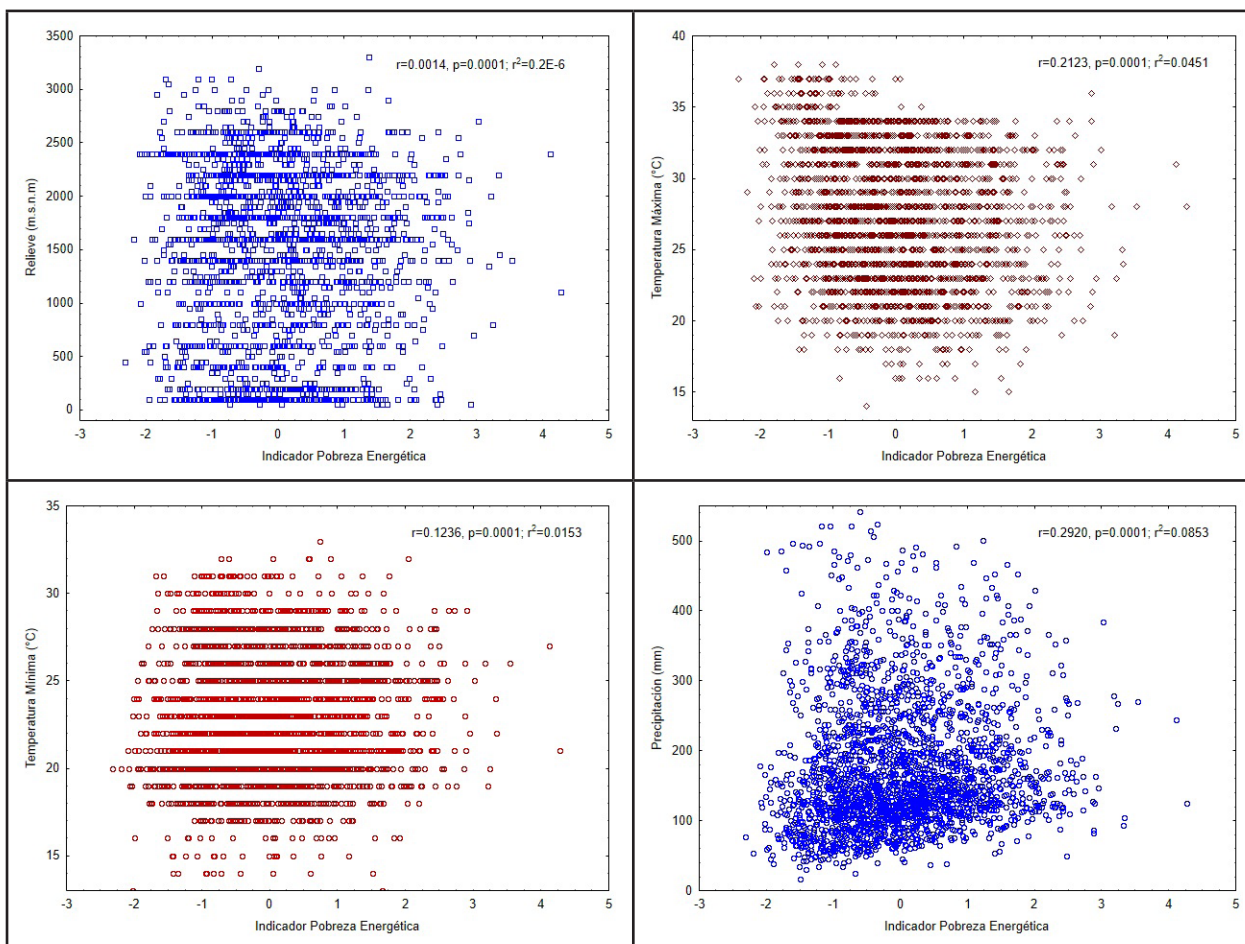 r=0.0014, p=0.0001; r²=0.2E-6
Relieve (m.s.n.m)
3500
3000
2500
2000
1500
1000
500
0
-3 -2 -1 0 1 2 3 4 5
Indicador Pobreza Energética
r=0.2123, p=0.0001; r²=0.0451
Temperatura Máxima (°C)
40
35
30
25
20
15
-3 -2 -1 0 1 2 3 4 5
Indicador Pobreza Energética
r=0.1236, p=0.0001; r²=0.0153
Temperatura Minima (°C)
35
30
25
20
15
-3 -2 -1 0 1 2 3 4 5
Indicador Pobreza Energética
r=0.2920, p=0.0001; r²=0.0853
Precipitación (mm)
500
400
300
200
100
0
-3 -2 -1 0 1 2 3 4 5
Indicador Pobreza Energética